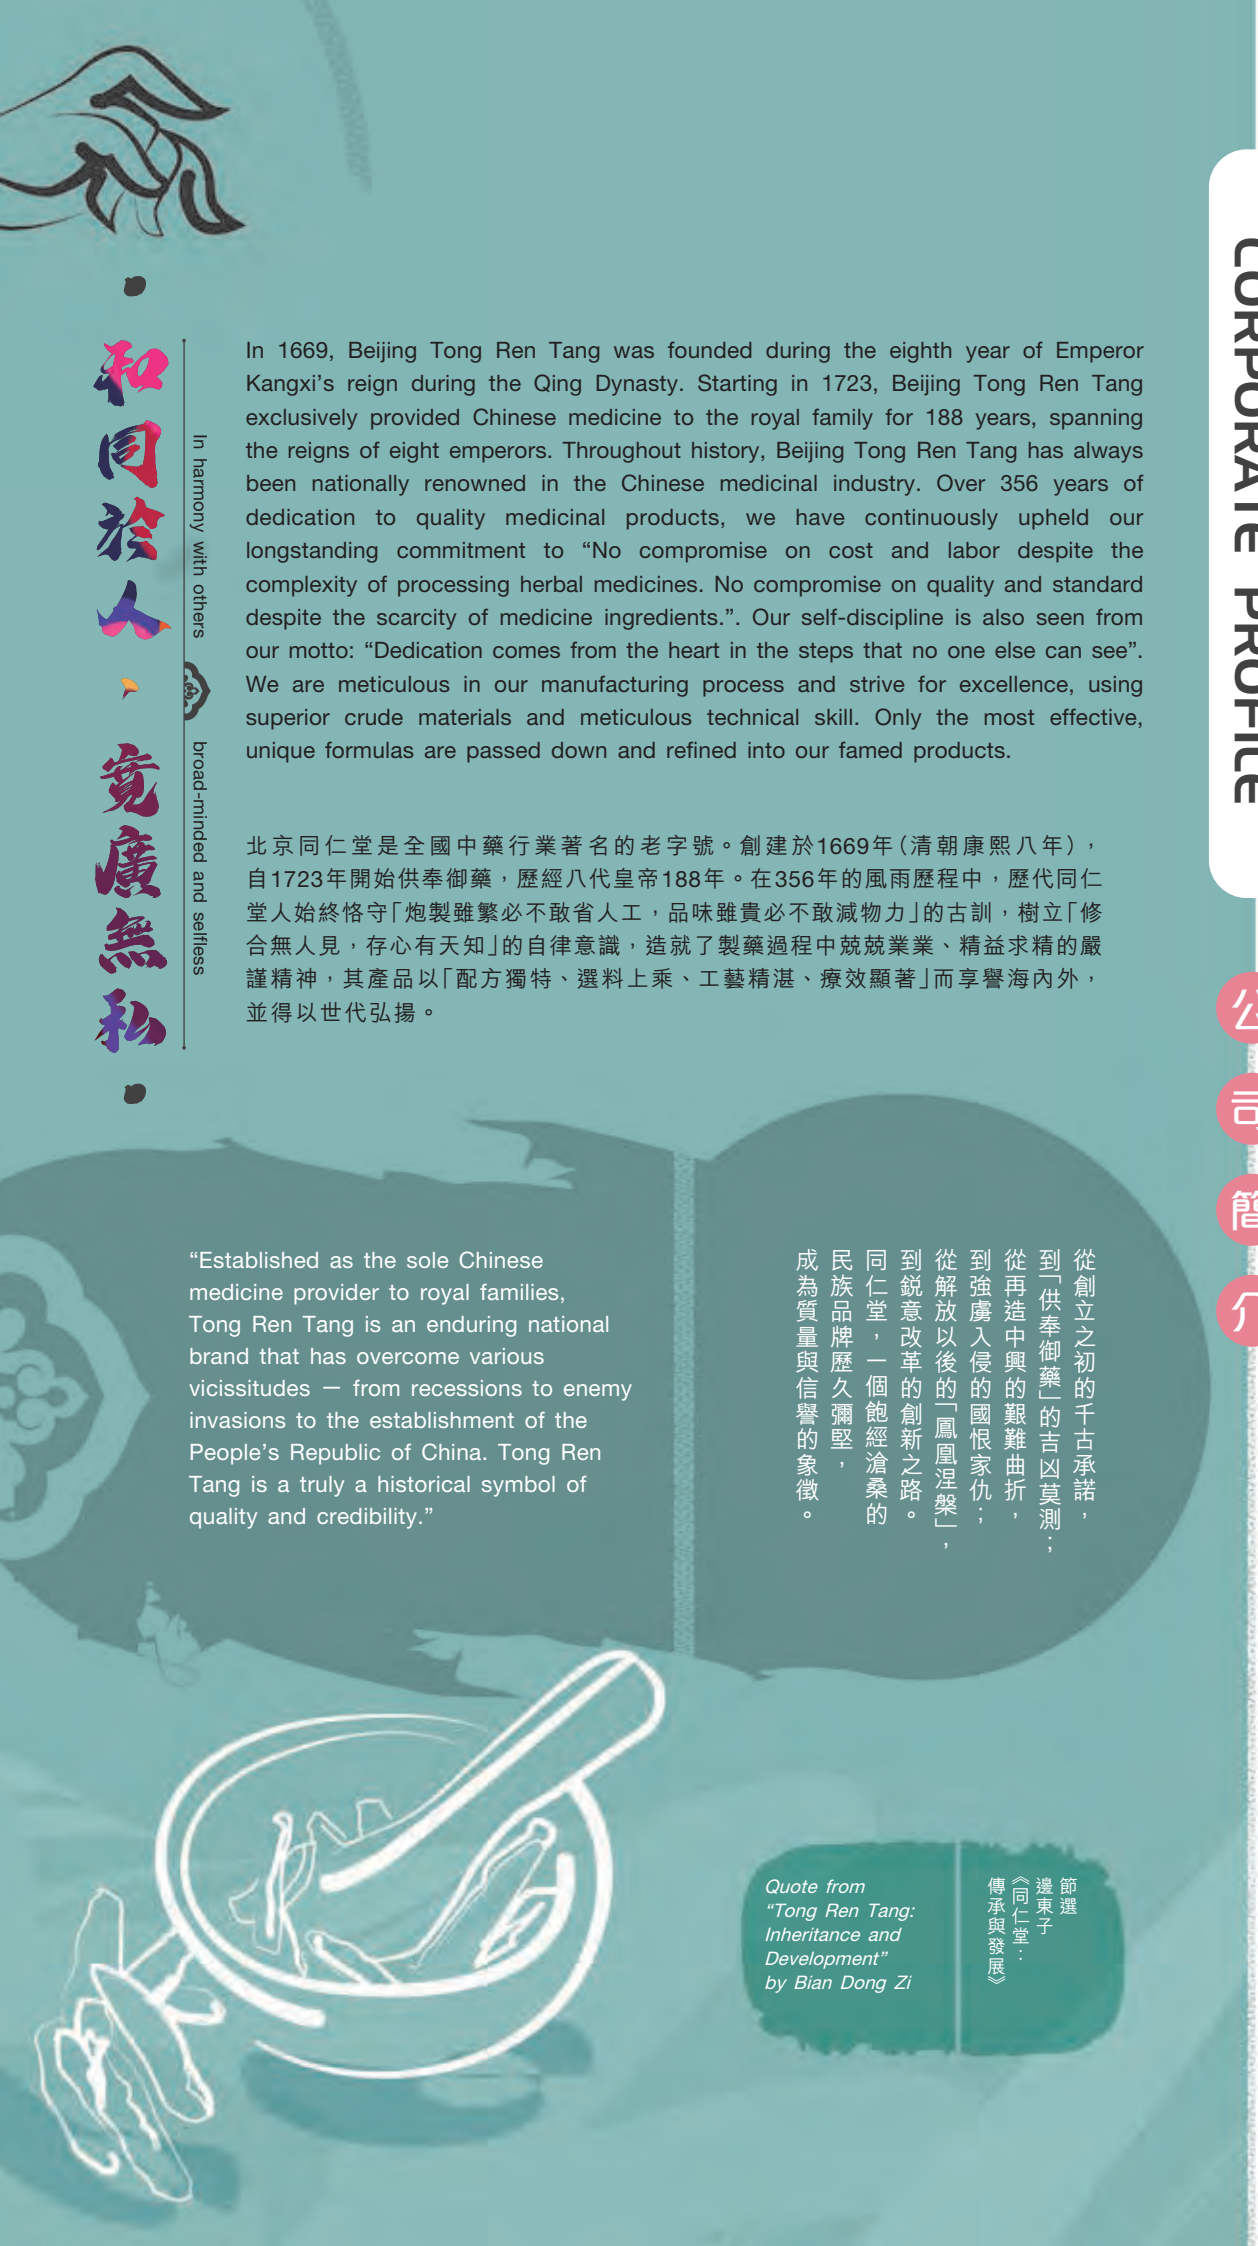 和同於人，寬廣無私
In harmony with others
broad-minded and selfless
In 1669, Beijing Tong Ren Tang was founded during the eighth year of Emperor
Kangxi’s reign during the Qing Dynasty. Starting in 1723, Beijing Tong Ren Tang
exclusively provided Chinese medicine to the royal family for 188 years, spanning
the reigns of eight emperors. Throughout history, Beijing Tong Ren Tang has always
been nationally renowned in the Chinese medicinal industry. Over 356 years of
dedication to quality medicinal products, we have continuously upheld our
longstanding commitment to “No compromise on cost and labor despite the
complexity of processing herbal medicines. No compromise on quality and standard
despite the scarcity of medicine ingredients.”. Our self-discipline is also seen from
our motto: “Dedication comes from the heart in the steps that no one else can see”.
We are meticulous in our manufacturing process and strive for excellence, using
superior crude materials and meticulous technical skill. Only the most effective,
unique formulas are passed down and refined into our famed products.
北京同仁堂是全國中藥行業著名的老字號。創建於1669年（清朝康熙八年），
自1723年開始供奉御藥，歷經八代皇帝188年。在356年的風雨歷程中，歷代同仁
堂人始終恪守「炮製雖繁必不敢省人工，品味雖貴必不敢減物力」的古訓，樹立「修
合無人見，存心有天知」的自律意識，造就了製藥過程中兢兢業業、精益求精的嚴
謹精神，其產品以「配方獨特、選料上乘、工藝精湛、療效顯著」而享譽海內外，
並得以世代弘揚。
CORPORATE PROFILE
公司簡介
“Established as the sole Chinese
medicine provider to royal families,
Tong Ren Tang is an enduring national
brand that has overcome various
vicissitudes — from recessions to enemy
invasions to the establishment of the
People’s Republic of China. Tong Ren
Tang is a truly a historical symbol of
quality and credibility.”
從創立之初的千古承諾，
到「供奉御藥」的吉凶莫測；
從再造中興的艱難曲折，
到強虜入侵的國恨家仇；
從解放以後的「鳳凰涅槃」，
到鋭意改革的創新之路。
同仁堂，一個飽經滄桑的
民族品牌歷久彌堅，
成為質量與信譽的象徵。
Quote from
“Tong Ren Tang:
Inheritance and
Development”
by Bian Dong Zi
節選
邊東子
《同仁堂：
傳承與發展》